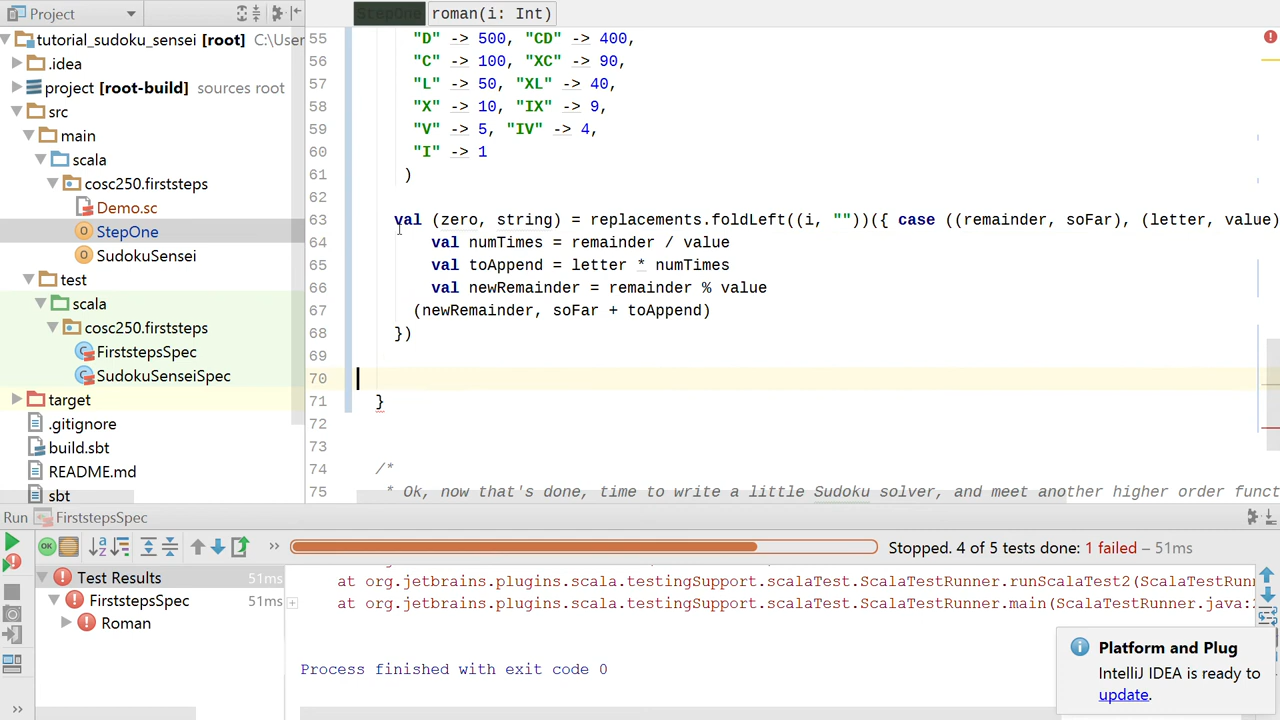 Project
StepOne roman(i: Int)
tutorial_sudoku_sensei [root] C:\User
.idea
project [root-build] sources root
src
main
scala
cosc250.firststeps
Demo.sc
StepOne
SudokuSensei
test
scala
cosc250.firststeps
FirststepsSpec
SudokuSenseiSpec
target
.gitignore
build.sbt
README.md
sbt
55 "D" -> 500, "CD" -> 400,
56 "C" -> 100, "XC" -> 90,
57 "L" -> 50, "XL" -> 40,
58 "X" -> 10, "IX" -> 9,
59 "V" -> 5, "IV" -> 4,
60 "I" -> 1
61 )
62
63 val (zero, string) = replacements.foldLeft((i, ""))({ case ((remainder, soFar), (letter, value)
64 val numTimes = remainder / value
65 val toAppend = letter * numTimes
66 val newRemainder = remainder % value
67 (newRemainder, soFar + toAppend)
68 })
69
70
71 }
72
73
74 /*
75 * Ok, now that's done, time to write a little Sudoku solver, and meet another higher order funct
Run FirststepsSpec
OK
Stopped. 4 of 5 tests done: 1 failed – 51ms
Test Results 51ms
FirststepsSpec 51ms
Roman
at org.jetbrains.plugins.scala.testingSupport.scalaTest.ScalaTestRunner.runScalaTest2(ScalaTestRunn
at org.jetbrains.plugins.scala.testingSupport.scalaTest.ScalaTestRunner.main(ScalaTestRunner.java:
Process finished with exit code 0
Platform and Plug
IntelliJ IDEA is ready to
update.